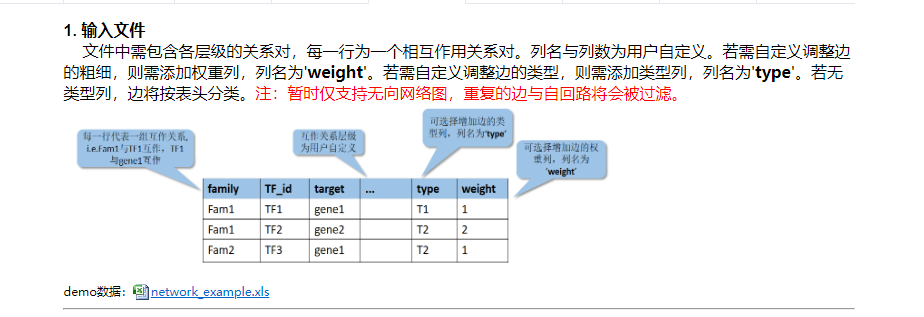 1. 输入文件
文件中需包含各层级的关系对，每一行为一个相互作用关系对。列名与列数为用户自定义。若需自定义调整边
的粗细，则需添加权重列，列名为'weight'。若需自定义调整边的类型，则需添加类型列，列名为'type'。若无
类型列，边将按表头分类。注：暂时仅支持无向网络图，重复的边与自回路将会被过滤。
每一行代表一组互作关系,
i.e.Fam1与TF1互作，TF1
与gene1互作
互作关系层级
为用户自定义
可选择增加边的类
型列，列名为'type'
可选择增加边的权
重列，列名为
'weight'
family TF_id target ... type weight
Fam1 TF1 gene1 T1 1
Fam1 TF2 gene2 T2 2
Fam2 TF3 gene1 T2 1
demo数据： network_example.xls